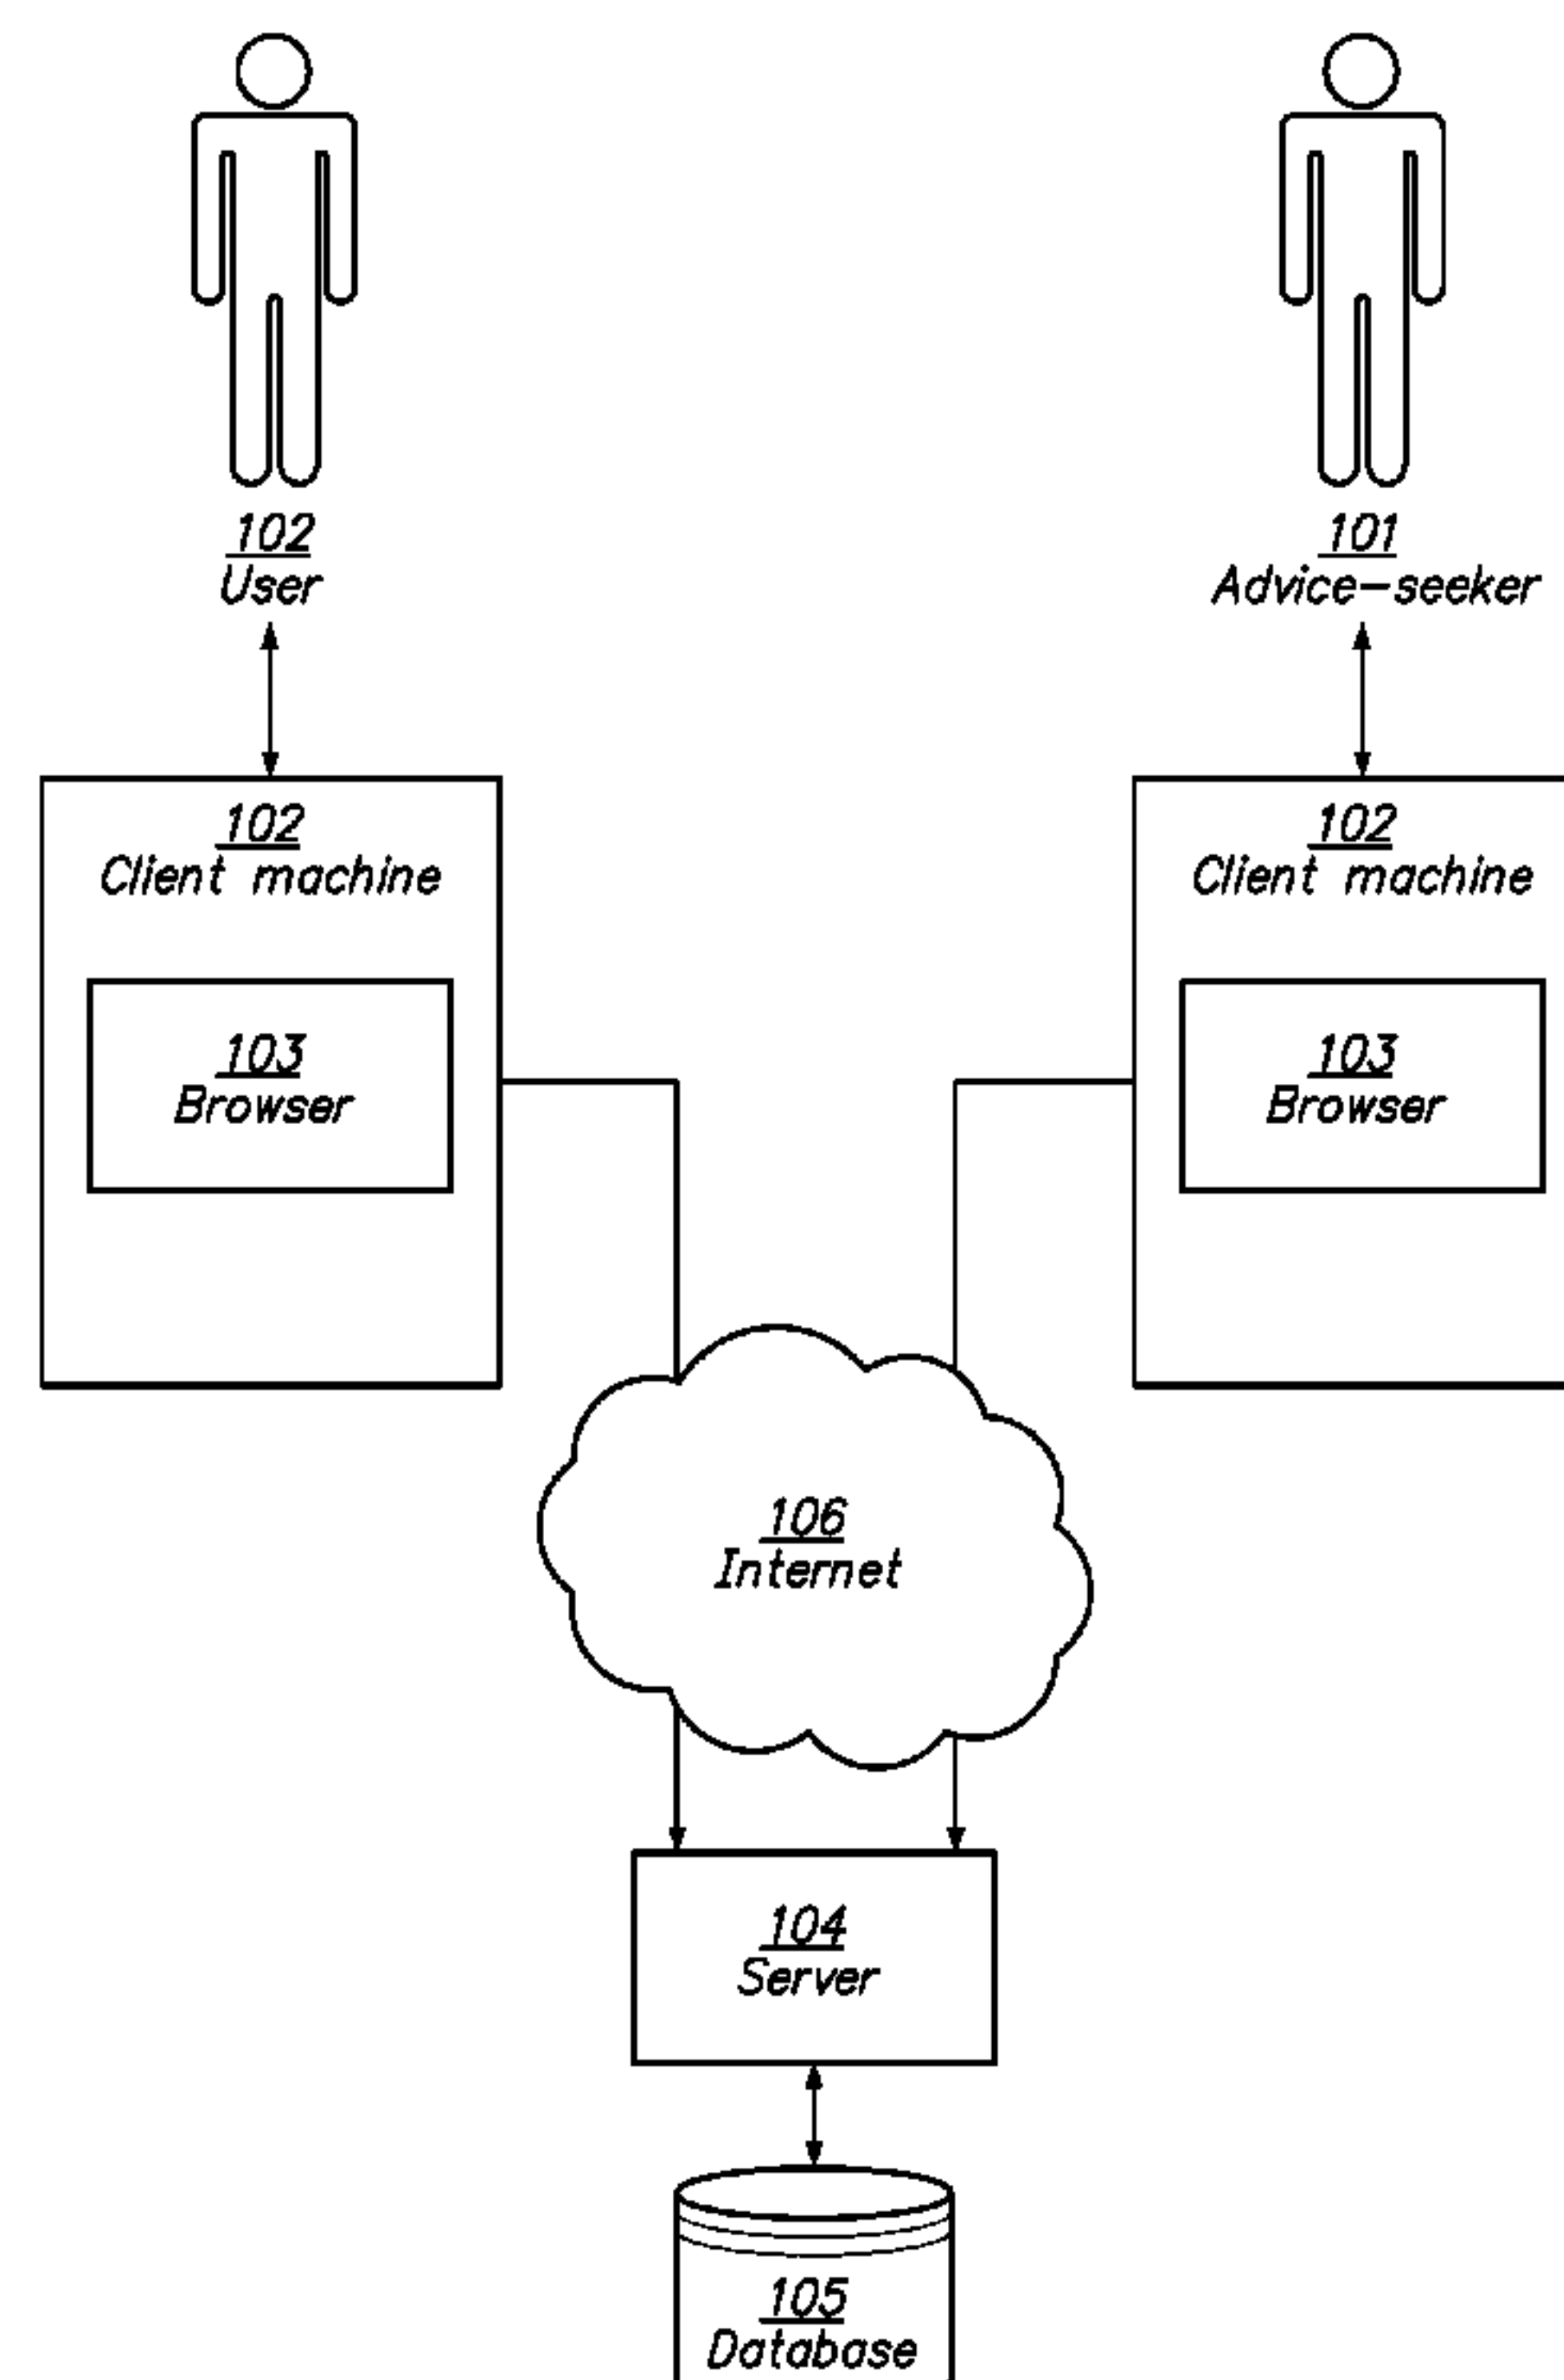 102
User
101
Advice-seeker
102
Client machine
102
Client machine
103
Browser
103
Browser
106
Internet
104
Server
105
Database